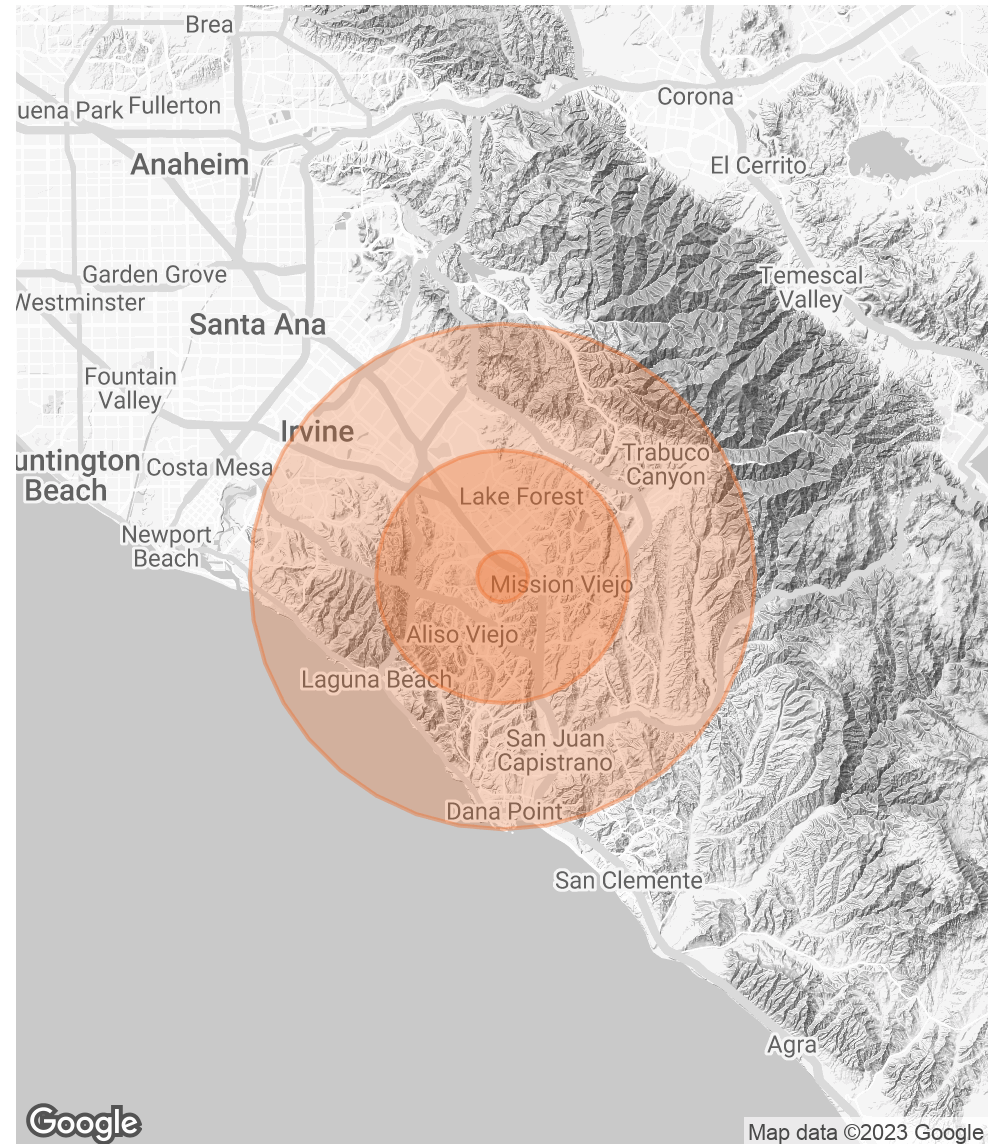 Brea
Corona
uena Park
Fullerton
Anaheim
El Cerrito
Garden Grove
Temescal
Valley
Westminster
Santa Ana
Fountain
Valley
Irvine
Trabuco
Canyon
untington
Beach
Costa Mesa
Lake Forest
Newport
Beach
Mission Viejo
Aliso Viejo
Laguna Beach
San Juan
Capistrano
Dana Point
San Clemente
Agra
Google
Map data ©2023 Google